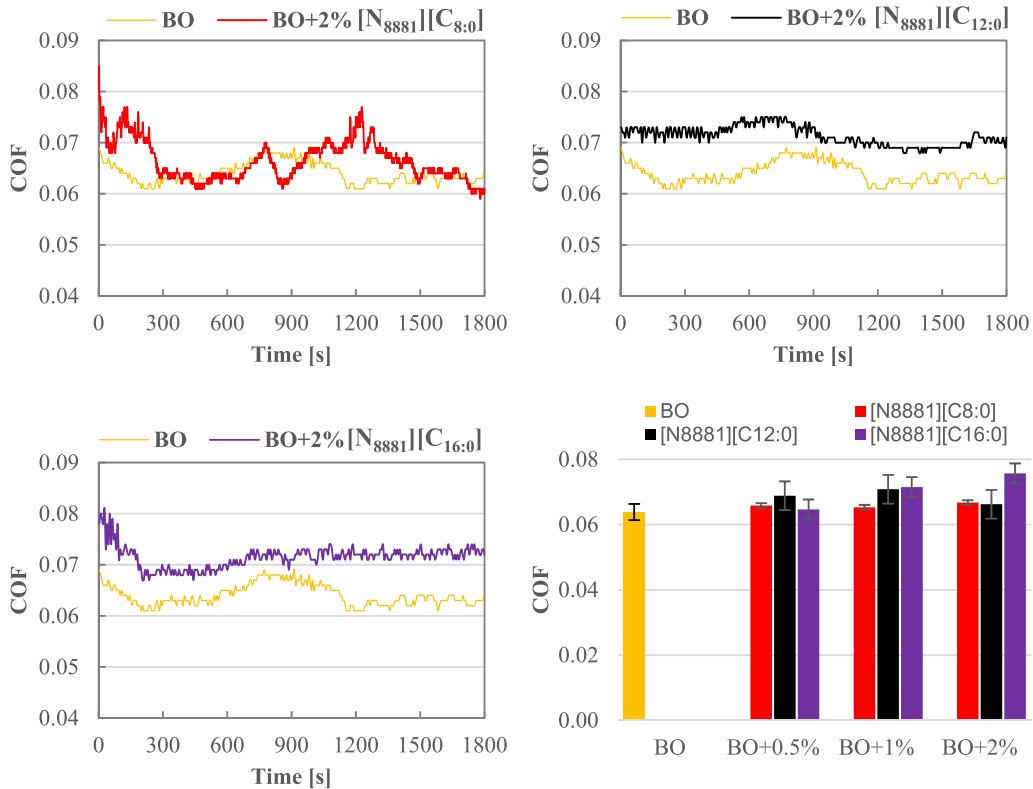 BO BO+2% [N8881][C8:0]
0.09
0.08
0.07
0.06
0.05
0.04
COF
0 300 600 900 1200 1500 1800
Time [s]
BO BO+2% [N8881][C12:0]
0.09
0.08
0.07
0.06
0.05
0.04
COF
0 300 600 900 1200 1500 1800
Time [s]
BO BO+2%[N8881][C16:0]
0.09
0.08
0.07
0.06
0.05
0.04
COF
0 300 600 900 1200 1500 1800
Time [s]
BO [N8881][C8:0]
[N8881][C12:0] [N8881][C16:0]
0.08
0.06
0.04
0.02
0.00
COF
BO BO+0.5% BO+1% BO+2%